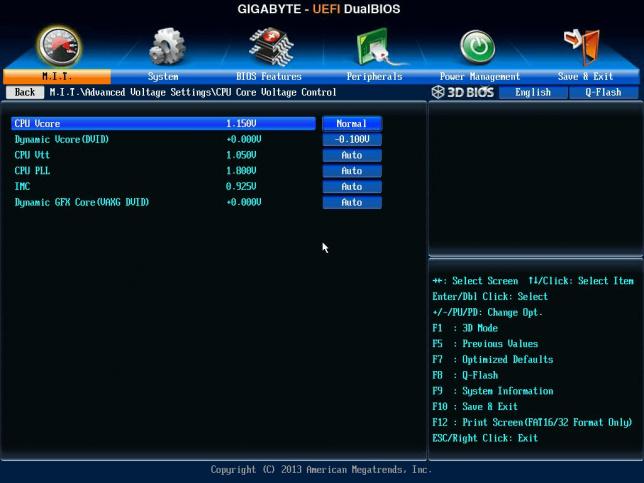 GIGABYTE - UEFI DualBIOS
M.I.T. System BIOS Features Peripherals Power Management Save & Exit
Back M.I.T.\Advanced Voltage Settings\CPU Core Voltage Control 3D BIOS English Q-Flash
CPU Vcore 1.150V Normal
Dynamic Vcore(DVID) +0.000V -0.100V
CPU Vtt 1.050V Auto
CPU PLL 1.800V Auto
IMC 0.925V Auto
Dynamic GFX Core(VAXG DVID) +0.000V Auto
→←: Select Screen ↑↓/Click: Select Item
Enter/Dbl Click: Select
+/-/PU/PD: Change Opt.
F1 : 3D Mode
F5 : Previous Values
F7 : Optimized Defaults
F8 : Q-Flash
F9 : System Information
F10 : Save & Exit
F12 : Print Screen(FAT16/32 Format Only)
ESC/Right Click: Exit
Copyright (C) 2013 American Megatrends, Inc.